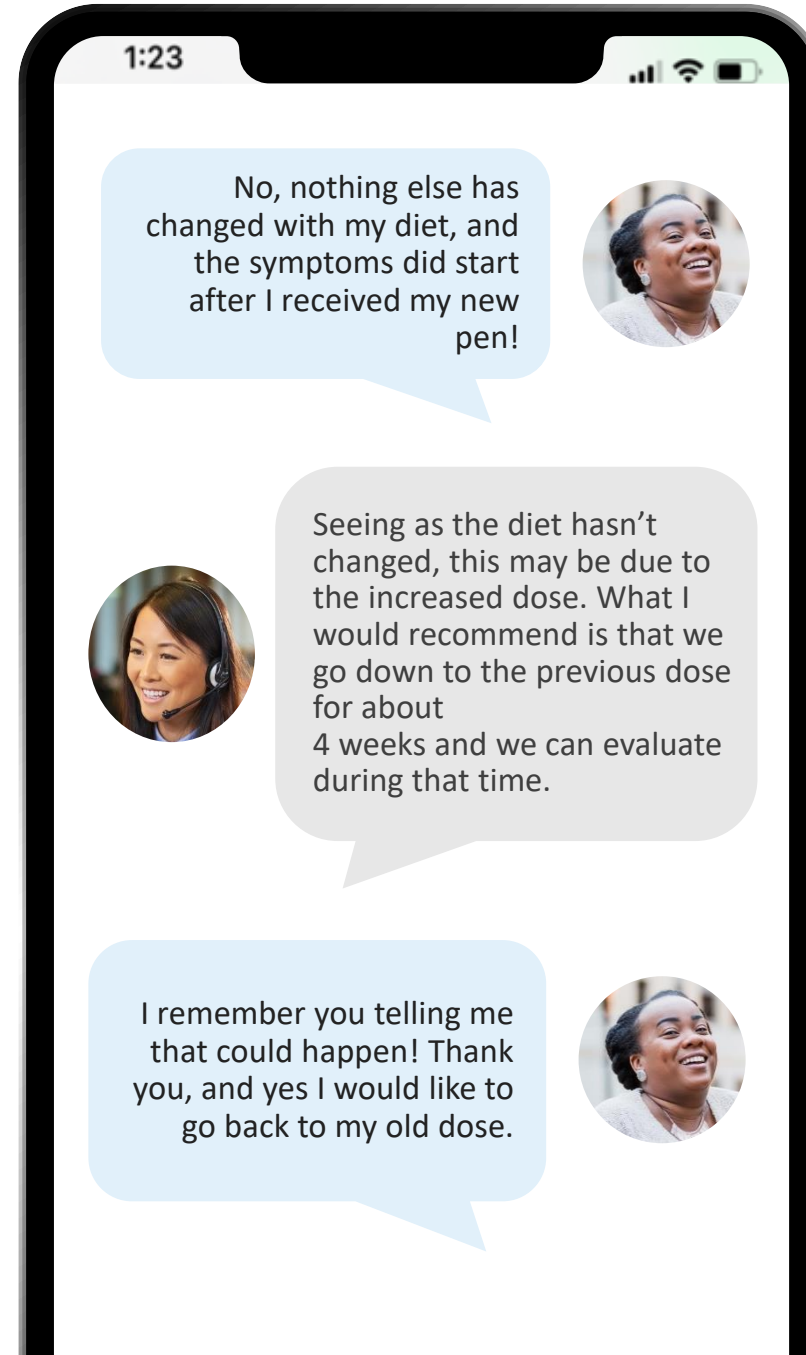 1:23
No, nothing else has
changed with my diet, and
the symptoms did start
after I received my new
pen!
Seeing as the diet hasn’t
changed, this may be due to
the increased dose. What I
would recommend is that we
go down to the previous dose
for about
4 weeks and we can evaluate
during that time.
I remember you telling me
that could happen! Thank
you, and yes I would like to
go back to my old dose.